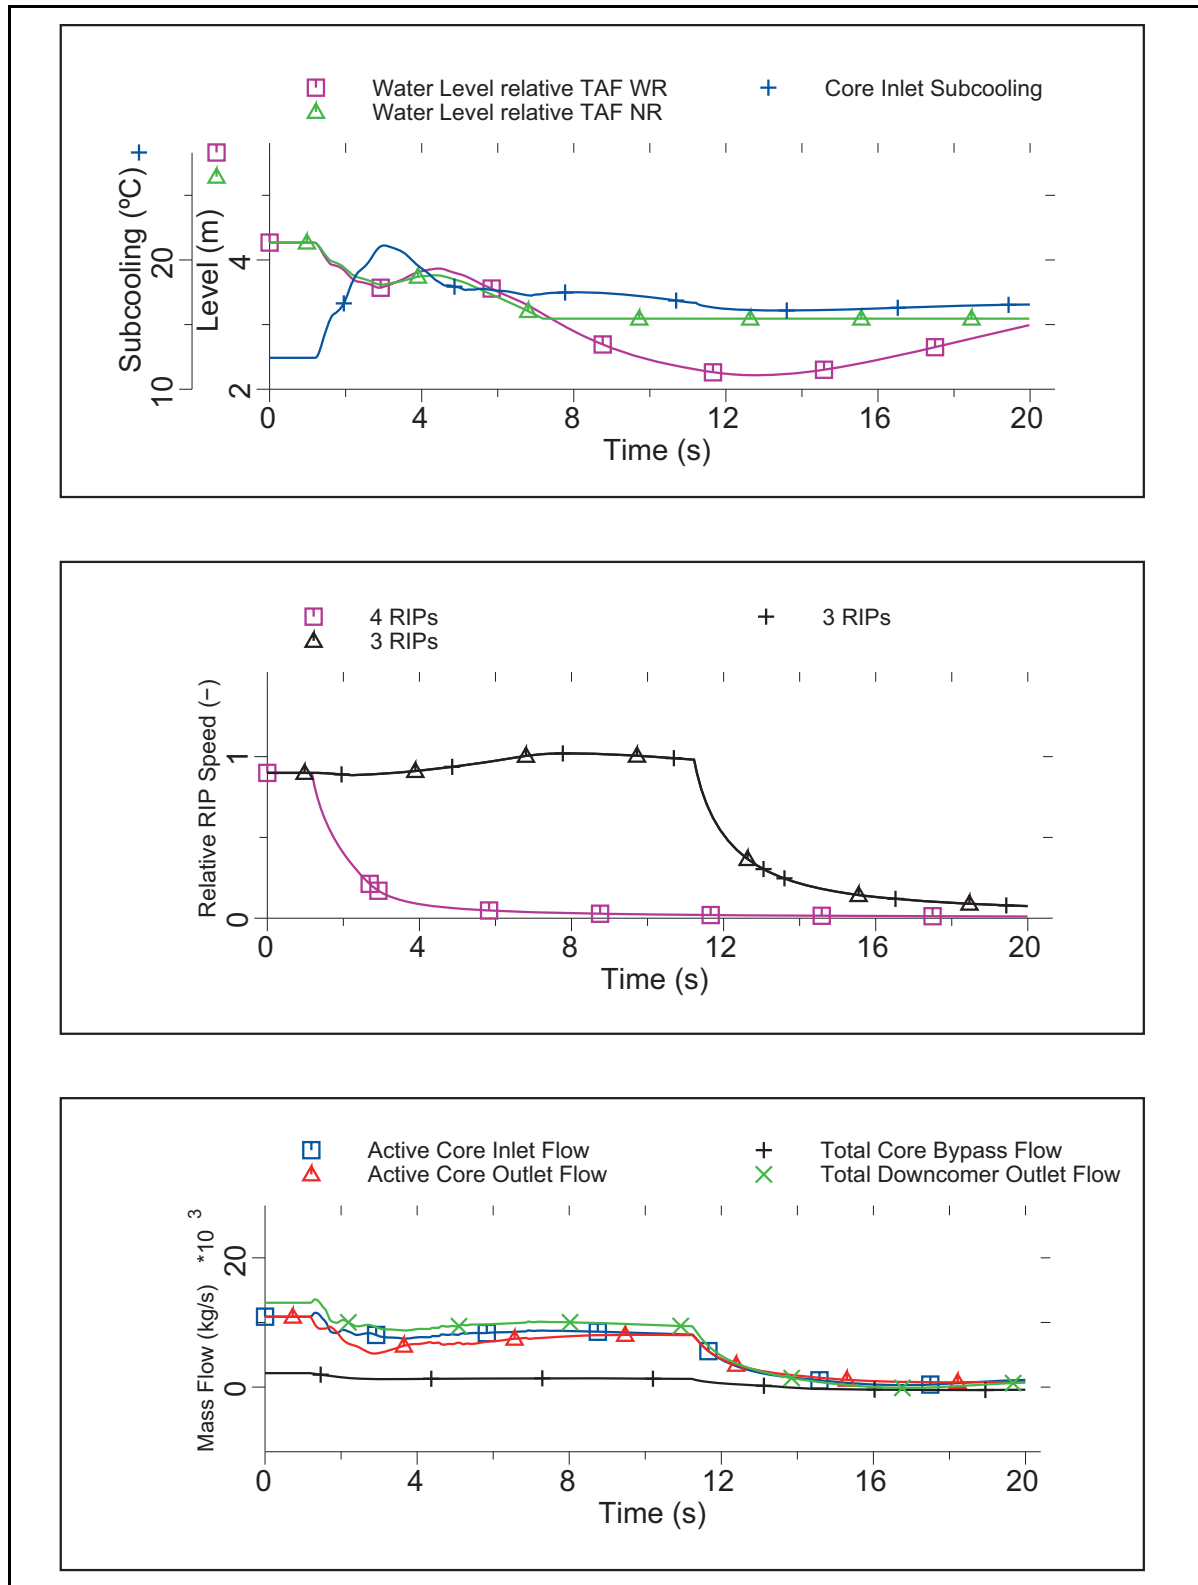 Water Level relative TAF WR
Core Inlet Subcooling
Water Level relative TAF NR
Subcooling (ºC)
10 20
Level (m)
2 4
0 4 8 12 16 20
Time (s)
4 RIPs
3 RIPs
3 RIPs
Relative RIP Speed (–)
0 1
0 4 8 12 16 20
Time (s)
Active Core Inlet Flow
Total Core Bypass Flow
Active Core Outlet Flow
Total Downcomer Outlet Flow
Mass Flow (kg/s) *10 3
0 20
0 4 8 12 16 20
Time (s)